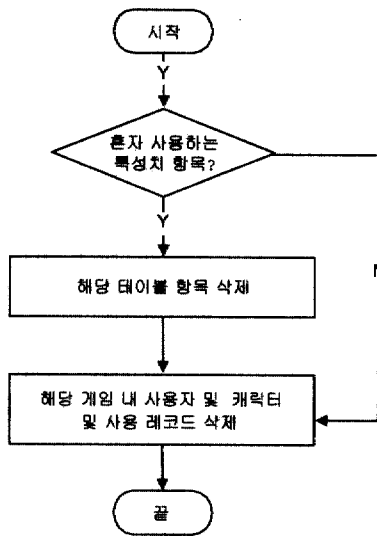 시작
Y
혼자 사용하는
특성치 항목?
Y
해당 테이블 항목 삭제
N
해당 게임 내 사용자 및 캐락터
및 사용 레코드 삭제
끝